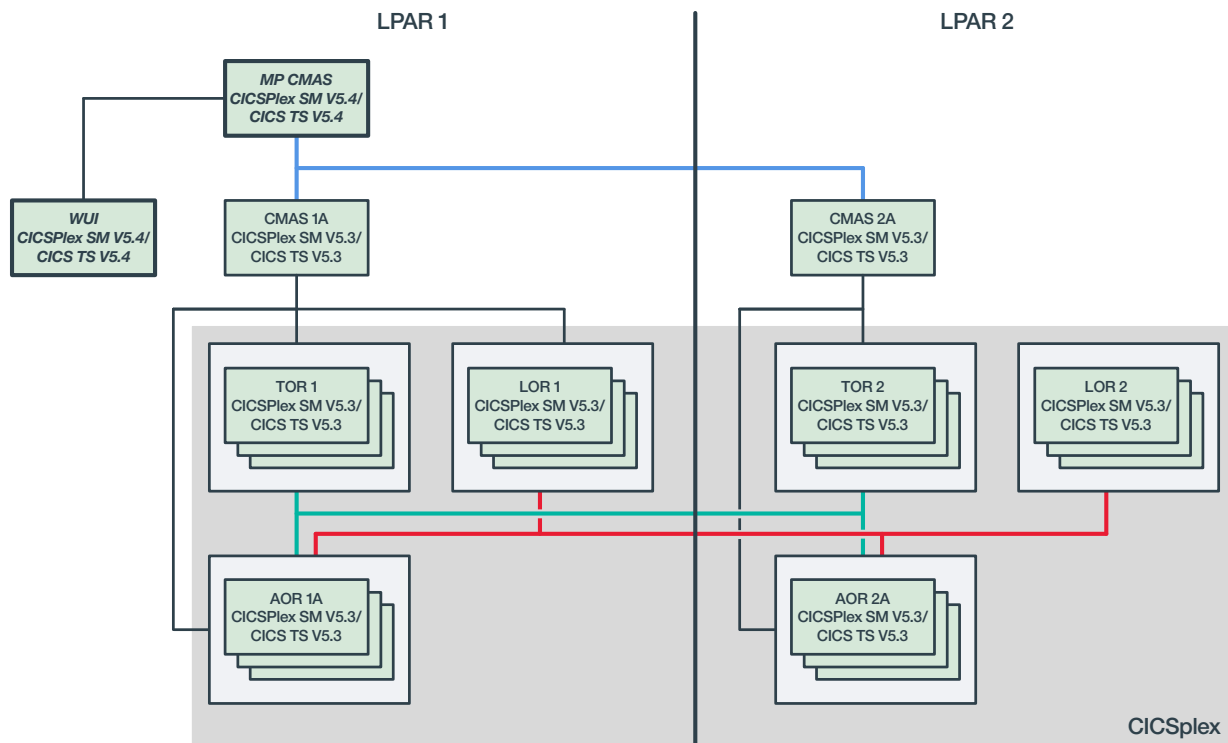 LPAR 1
LPAR 2
MP CMAS
CICSPlex SM V5.4/
CICS TS V5.4
WUI
CICSPlex SM V5.4/
CICS TS V5.4
CMAS 1A
CICSPlex SM V5.3/
CICS TS V5.3
CMAS 2A
CICSPlex SM V5.3/
CICS TS V5.3
TOR 1
CICSPlex SM V5.3/
CICS TS V5.3
LOR 1
CICSPlex SM V5.3/
CICS TS V5.3
TOR 2
CICSPlex SM V5.3/
CICS TS V5.3
LOR 2
CICSPlex SM V5.3/
CICS TS V5.3
AOR 1A
CICSPlex SM V5.3/
CICS TS V5.3
AOR 2A
CICSPlex SM V5.3/
CICS TS V5.3
CICSplex